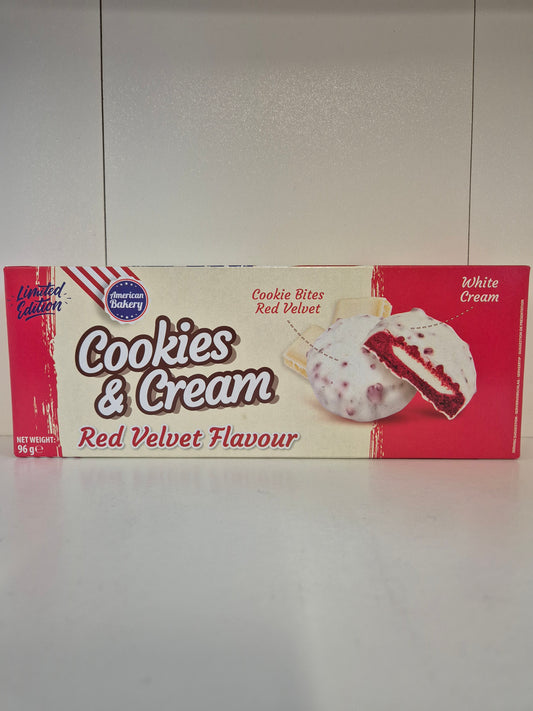 Limited
Edition
American
Bakery
Cookies
& Cream
Red Velvet Flavour
NET WEIGHT:
96 g e
Cookie Bites
Red Velvet
White
Cream